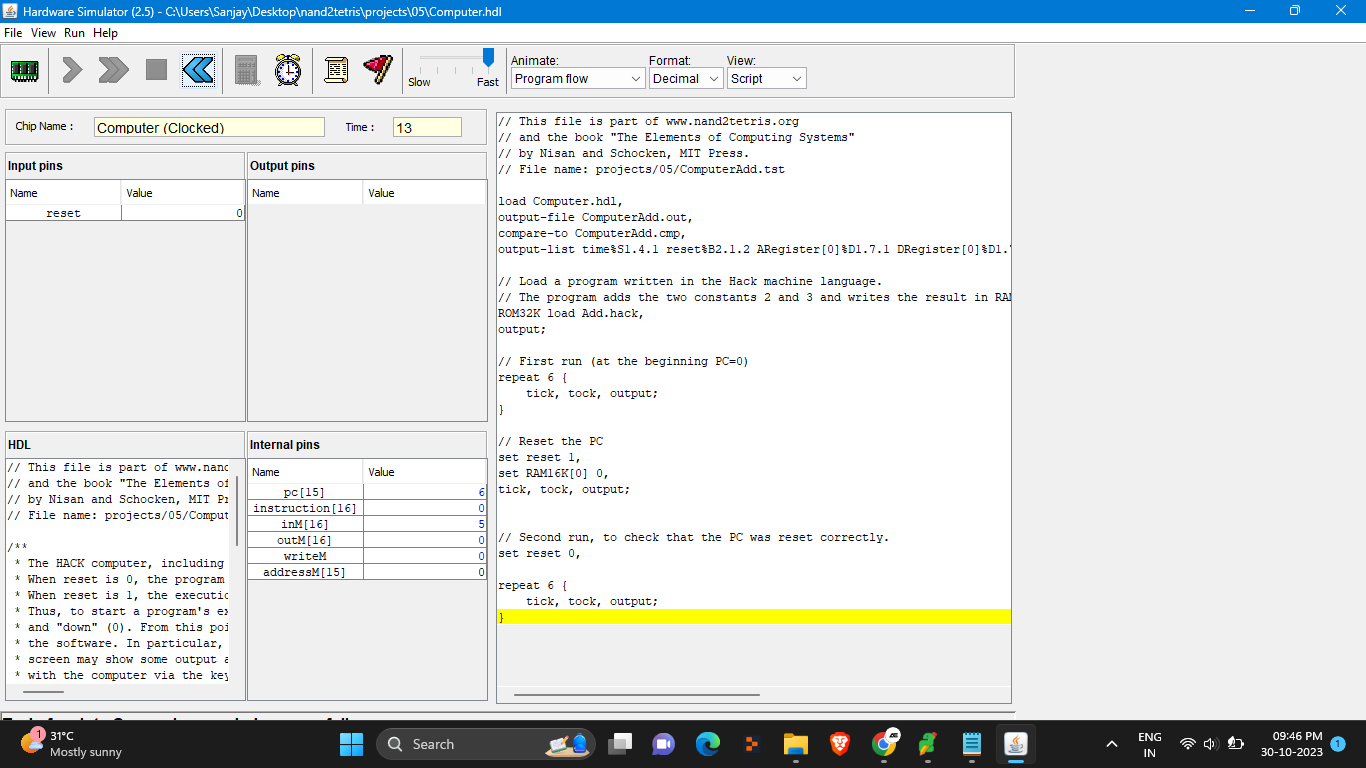 Hardware Simulator (2.5) - C:\Users\Sanjay\Desktop\nand2tetris\projects\05\Computer.hdl
File View Run Help
Slow Fast
Animate: Format: View:
Program flow Decimal Script
Chip Name : Computer (Clocked) Time : 13
Input pins
Name Value
reset 0
Output pins
Name Value
HDL
// This file is part of www.nand
// and the book "The Elements of
// by Nisan and Schocken, MIT Pr
// File name: projects/05/Comput
/**
* The HACK computer, including
* When reset is 0, the program
* When reset is 1, the executio
* Thus, to start a program's ex
* and "down" (0). From this poi
* the software. In particular,
* screen may show some output a
* with the computer via the key
Internal pins
Name Value
pc[15] 6
instruction[16] 0
inM[16] 5
outM[16] 0
writeM 0
addressM[15] 0
// This file is part of www.nand2tetris.org
// and the book "The Elements of Computing Systems"
// by Nisan and Schocken, MIT Press.
// File name: projects/05/ComputerAdd.tst
load Computer.hdl,
output-file ComputerAdd.out,
compare-to ComputerAdd.cmp,
output-list time%S1.4.1 reset%B2.1.2 ARegister[0]%D1.7.1 DRegister[0]%D1.
// Load a program written in the Hack machine language.
// The program adds the two constants 2 and 3 and writes the result in RA
ROM32K load Add.hack,
output;
// First run (at the beginning PC=0)
repeat 6 {
tick, tock, output;
}
// Reset the PC
set reset 1,
set RAM16K[0] 0,
tick, tock, output;
// Second run, to check that the PC was reset correctly.
set reset 0,
repeat 6 {
tick, tock, output;
}
1
31°C
Mostly sunny
Search
ENG
IN
09:46 PM
30-10-2023
1